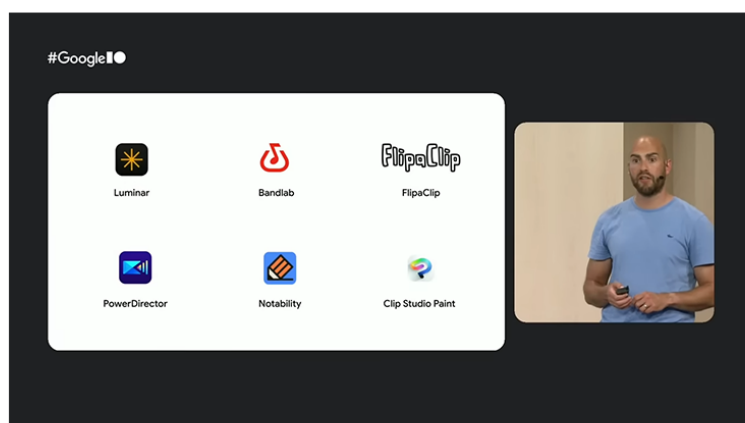 #GoogleIO
FlipaClip
Luminar
Bandlab
FlipaClip
PowerDirector
Notability
Clip Studio Paint